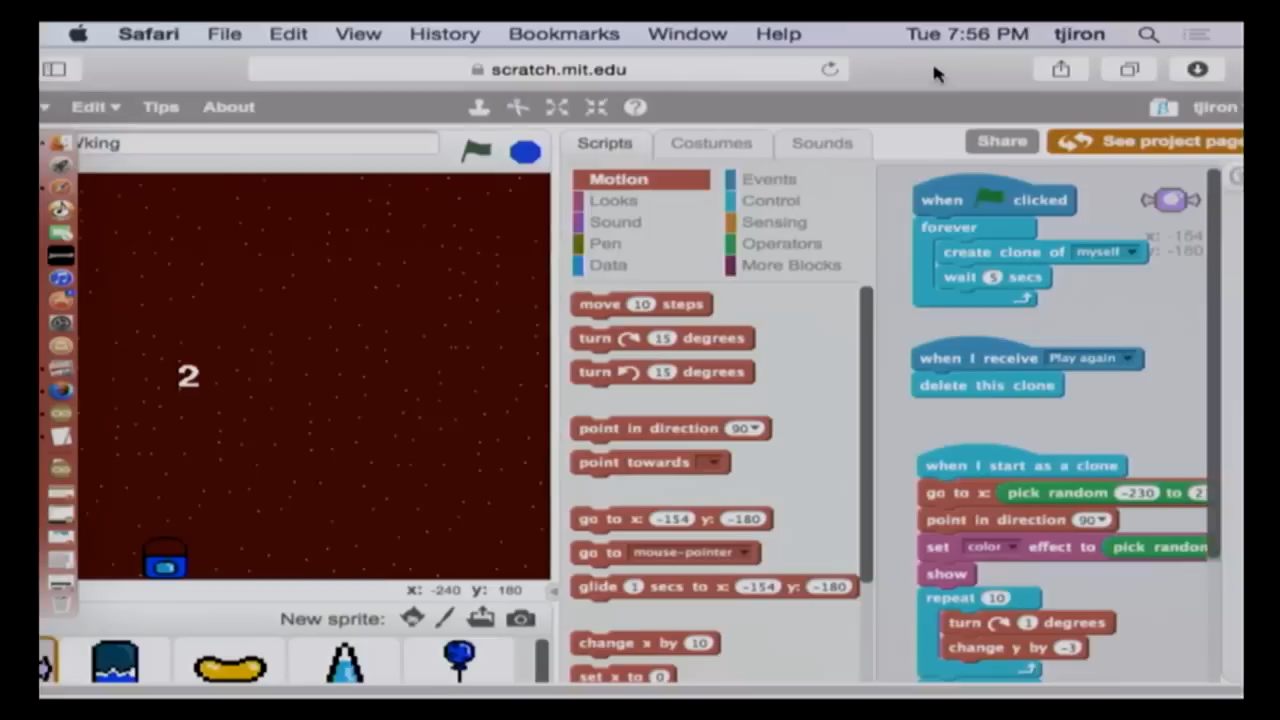 Safari File Edit View History Bookmarks Window Help Tue 7:56 PM tjiron
scratch.mit.edu
Edit Tips About tjiron
Scripts Costumes Sounds Share See project page
Motion Events
Looks Control
Sound Sensing
Pen Operators
Data More Blocks
move 10 steps
turn 15 degrees
turn 15 degrees
point in direction 90
point towards
go to x: -154 y: -180
go to mouse-pointer
glide 1 secs to x: -154 y: -180
change x by 10
set x to 0
when clicked
forever
create clone of myself
wait 5 secs
x: -154
y: -180
when I receive Play again
delete this clone
when I start as a clone
go to x: pick random -230 to 2
point in direction 90
set color effect to pick random
show
repeat 10
turn 1 degrees
change y by -3
2
x: -240 y: 180
New sprite: